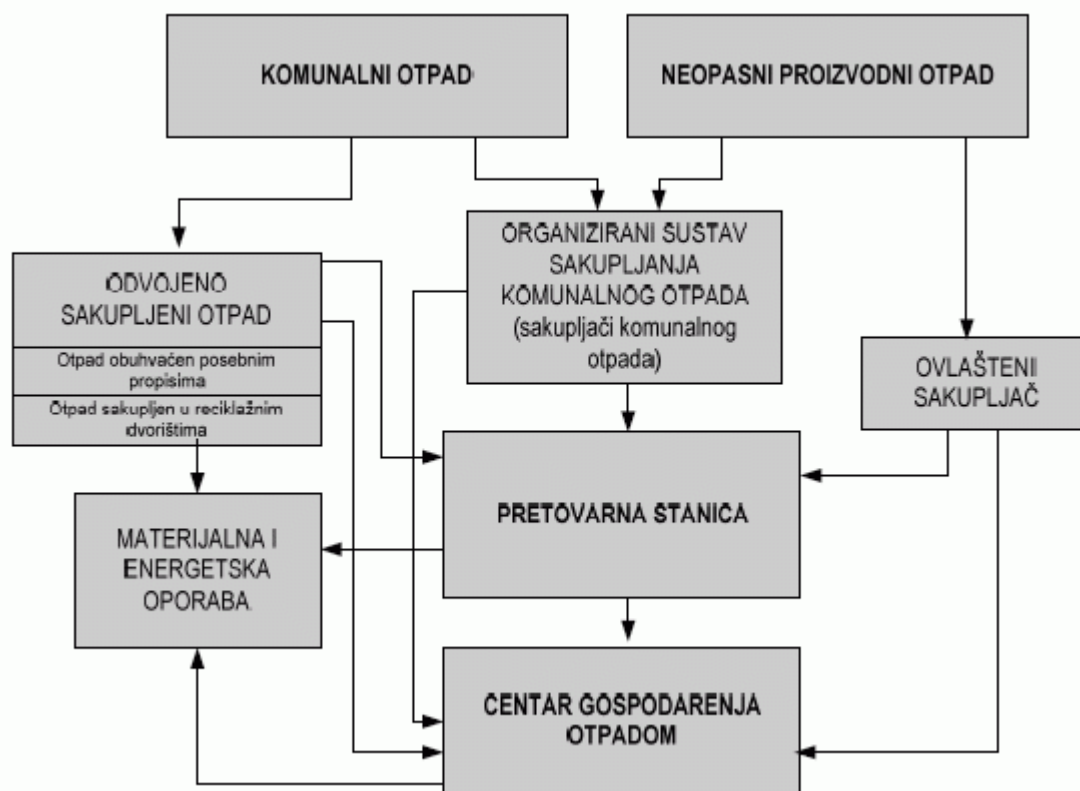 KOMUNALNI OTPAD
NEOPASNI PROIZVODNI OTPAD
ORGANIZIRANI SUSTAV
SAKUPLJANJA
KOMUNALNOG OTPADA
(sakupljači komunalnog
otpada)
ODVOJENO
SAKUPLJENI OTPAD
Otpad obuhvaćen posebnim
propisima
Otpad sakupljen u reciklažnim
dvorištima
OVLAŠTENI
SAKUPLJAČ
PRETOVARNA STANICA
MATERIJALNA I
ENERGETSKA
OPORABA
CENTAR GOSPODARENJA
OTPADOM